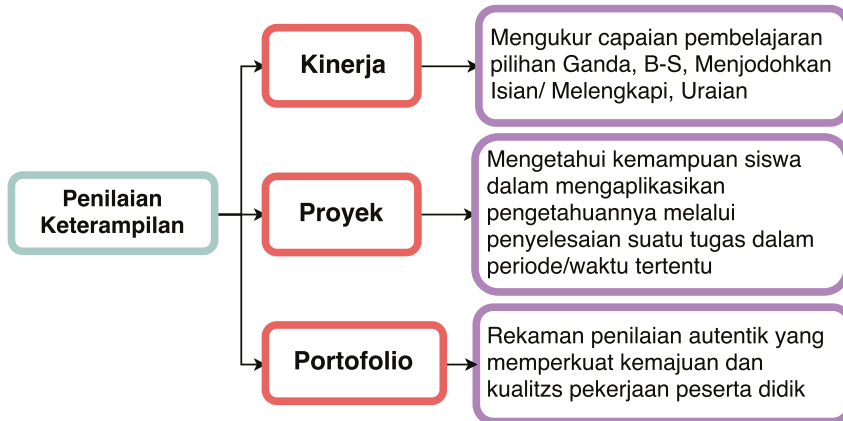 Penilaian
Keterampilan
Kinerja
Mengukur capaian pembelajaran
pilihan Ganda, B-S, Menjodohkan
Isian/ Melengkapi, Uraian
Proyek
Mengetahui kemampuan siswa
dalam mengaplikasikan
pengetahuannya melalui
penyelesaian suatu tugas dalam
periode/waktu tertentu
Portofolio
Rekaman penilaian autentik yang
memperkuat kemajuan dan
kualitzs pekerjaan peserta didik